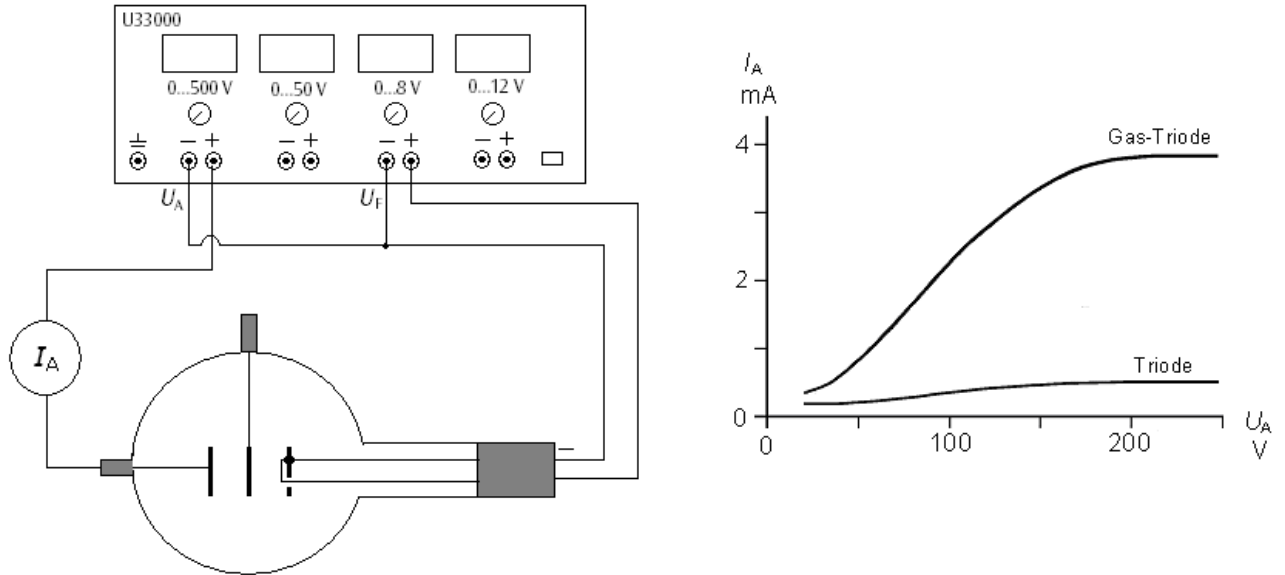 U33000
0...500 V 0...50 V 0...8 V 0...12 V
− + − + − + − +
U_A U_F
I_A
−
I_A
mA
4
Gas-Triode
2
Triode
0
0 100 200 U_A
V